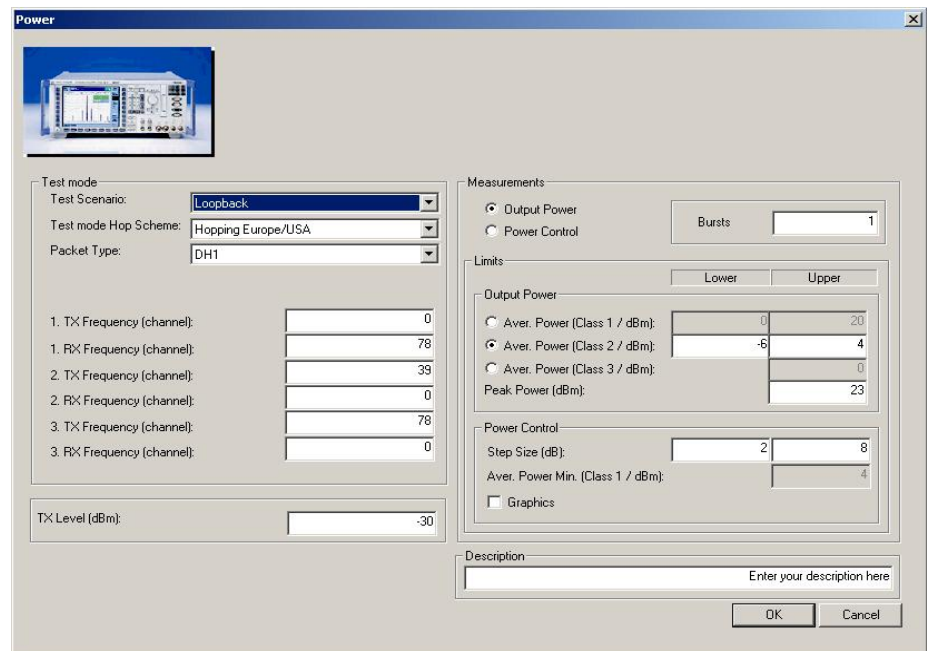 Power
Test mode
Test Scenario: Loopback
Test mode Hop Scheme: Hopping Europe/USA
Packet Type: DH1
1. TX Frequency (channel): 0
1. RX Frequency (channel): 78
2. TX Frequency (channel): 39
2. RX Frequency (channel): 0
3. TX Frequency (channel): 78
3. RX Frequency (channel): 0
TX Level (dBm): -30
Measurements
Output Power
Power Control
Bursts 1
Limits
Lower Upper
Output Power
Aver. Power (Class 1 / dBm): 0 20
Aver. Power (Class 2 / dBm): -6 4
Aver. Power (Class 3 / dBm): 0
Peak Power (dBm): 23
Power Control
Step Size (dB): 2 8
Aver. Power Min. (Class 1 / dBm): 4
Graphics
Description
Enter your description here
OK Cancel